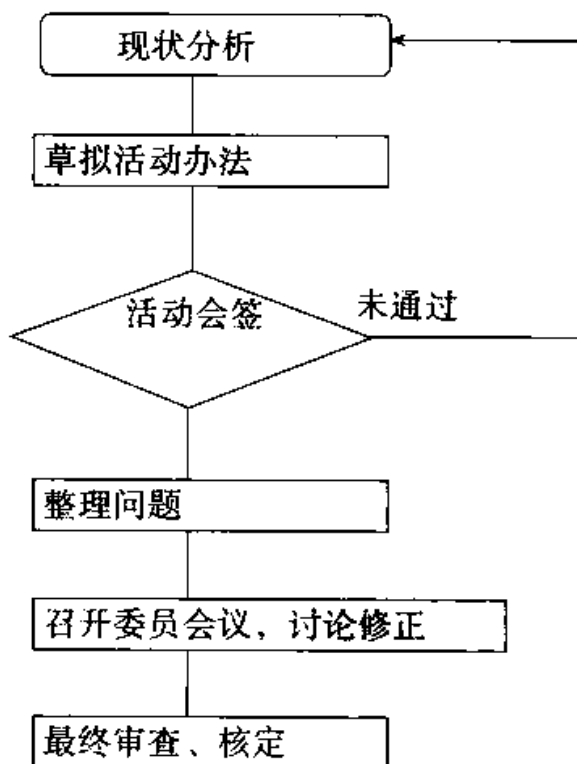 现状分析
草拟活动办法
活动会签
未通过
整理问题
召开委员会议，讨论修正
最终审查、核定